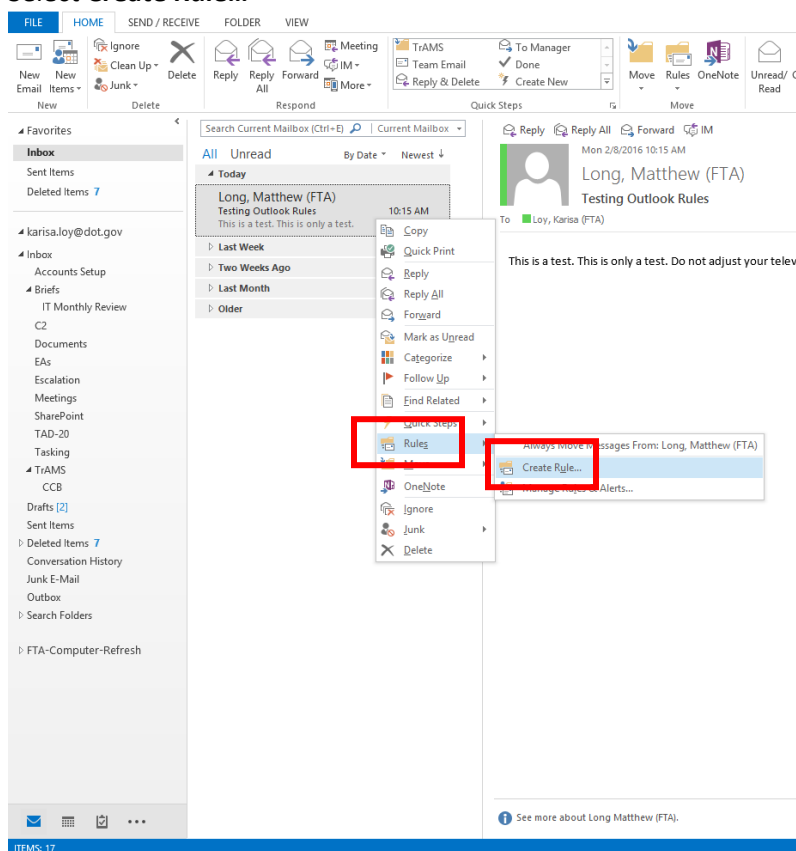 Select Create Rule...
FILE HOME SEND / RECEIVE FOLDER VIEW
New Email
New Items
Ignore
Clean Up
Junk
Delete
Reply
Reply All
Forward
Meeting
IM
More
TrAMS
Team Email
Reply & Delete
To Manager
Done
Create New
Move
Rules
OneNote
Unread/ Read
New Delete Respond Quick Steps Move
Favorites
Inbox
Sent Items
Deleted Items 7
karisa.loy@dot.gov
Inbox
Accounts Setup
Briefs
IT Monthly Review
C2
Documents
EAs
Escalation
Meetings
SharePoint
TAD-20
Tasking
TrAMS
CCB
Drafts [2]
Sent Items
Deleted Items 7
Conversation History
Junk E-Mail
Outbox
Search Folders
FTA-Computer-Refresh
Search Current Mailbox (Ctrl+E) Current Mailbox
All Unread By Date Newest ↓
Today
Long, Matthew (FTA)
Testing Outlook Rules 10:15 AM
This is a test. This is only a test.
Last Week
Two Weeks Ago
Last Month
Older
Copy
Quick Print
Reply
Reply All
Forward
Mark as Unread
Categorize
Follow Up
Find Related
Quick Steps
Rules
OneNote
Ignore
Junk
Delete
Always Move Messages From: Long, Matthew (FTA)
Create Rule...
Manage Rules & Alerts...
Reply Reply All Forward IM
Mon 2/8/2016 10:15 AM
Long, Matthew (FTA)
Testing Outlook Rules
To Loy, Karisa (FTA)
This is a test. This is only a test. Do not adjust your telev
See more about Long Matthew (FTA).
ITEMS: 17